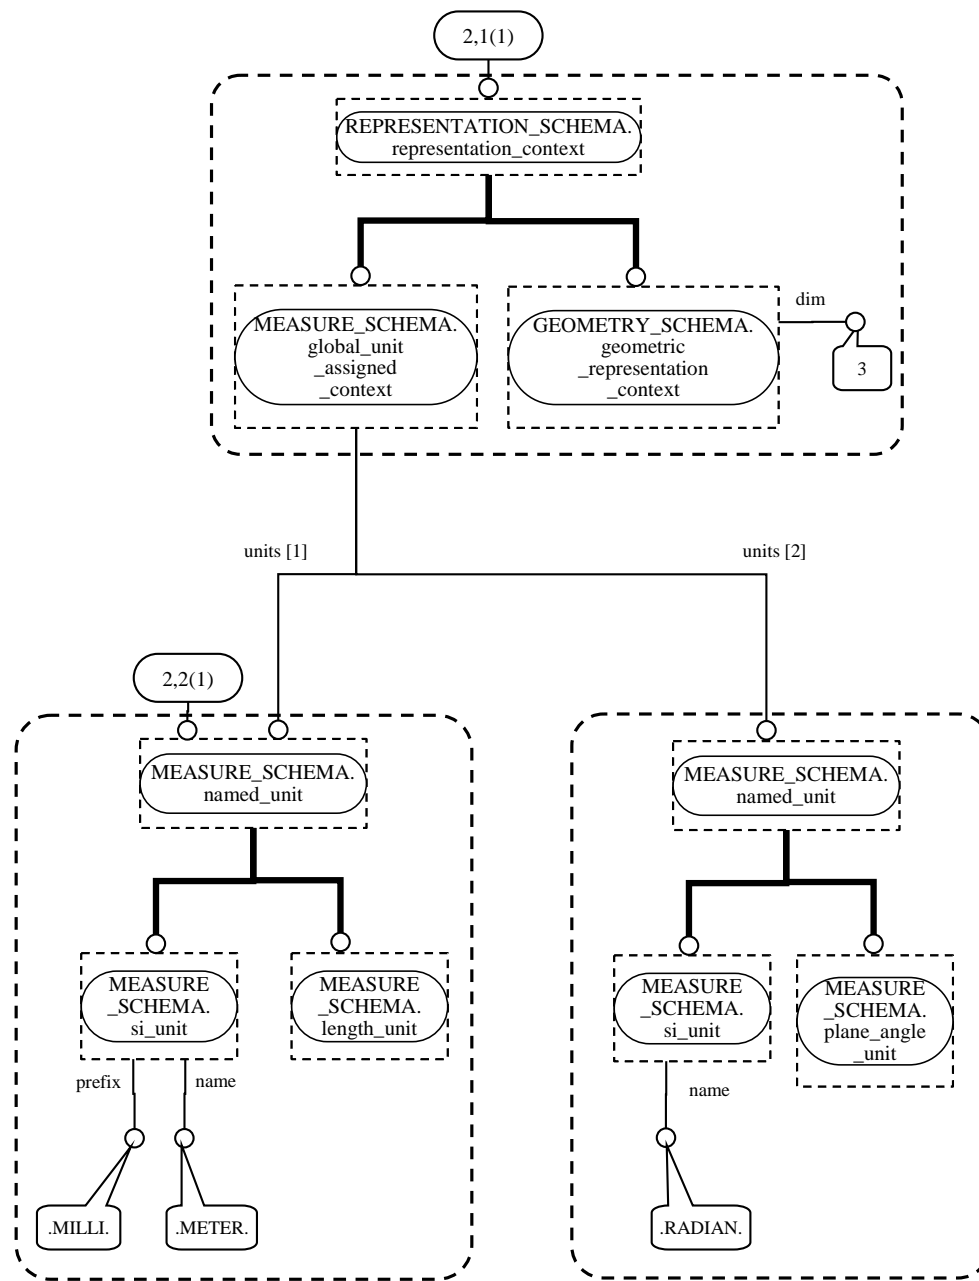 2,1(1)
REPRESENTATION_SCHEMA.
representation_context
MEASURE_SCHEMA.
global_unit
_assigned
_context
GEOMETRY_SCHEMA.
geometric
_representation
_context
dim
3
units [1]
units [2]
2,2(1)
MEASURE_SCHEMA.
named_unit
MEASURE_SCHEMA.
named_unit
MEASURE
_SCHEMA.
si_unit
MEASURE
_SCHEMA.
length_unit
MEASURE
_SCHEMA.
si_unit
MEASURE
_SCHEMA.
plane_angle
_unit
prefix
name
name
.MILLI.
.METER.
.RADIAN.